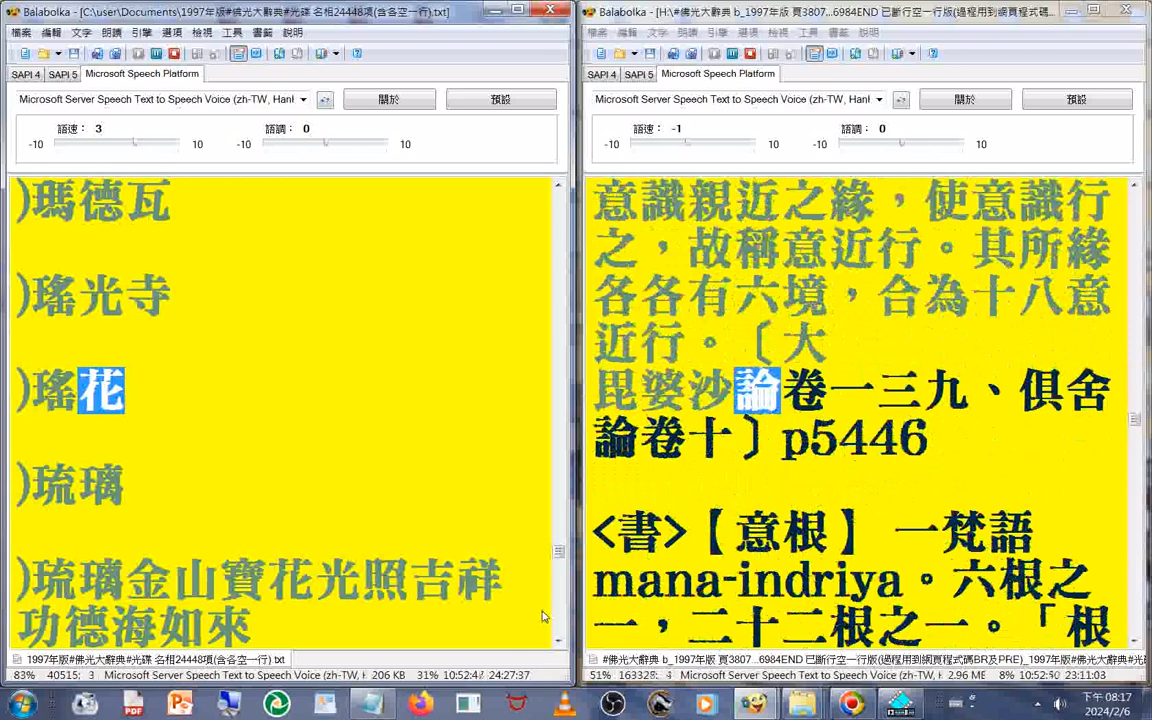 Balabolka - [C:\user\Documents\1997年版#佛光大辭典#光碟 名相24448項(含各空一行).txt]
檔案 編輯 文字 朗讀 引擎 選項 檢視 工具 書籤 說明
SAPI 4 SAPI 5 Microsoft Speech Platform
Microsoft Server Speech Text to Speech Voice (zh-TW, Hanl
關於
預設
語速： 3
語調： 0
-10 10 -10 10
)瑪德瓦
)瑤光寺
)瑤花
)琉璃
)琉璃金山寶花光照吉祥
功德海如來
1997年版#佛光大辭典#光碟 名相24448項(含各空一行).txt
83% 40515: 3 Microsoft Server Speech Text to Speech Voice (zh-TW, H 206 KB 31% 10:52:4 24:27:37
Balabolka - [H:\#佛光大辭典 b_1997年版 頁3807...6984END 已斷行空一行版(過程用到網頁程式碼
檔案 編輯 文字 朗讀 引擎 選項 檢視 工具 書籤 說明
SAPI 4 SAPI 5 Microsoft Speech Platform
Microsoft Server Speech Text to Speech Voice (zh-TW, Hanl
關於
預設
語速： -1
語調： 0
-10 10 -10 10
意識親近之緣，使意識行
之，故稱意近行。其所緣
各各有六境，合為十八意
近行。〔大
毘婆沙論卷一三九、俱舍
論卷十〕p5446
<書>【意根】 一梵語
mana-indriya。六根之
一，二十二根之一。「根
#佛光大辭典 b_1997年版 頁3807...6984END 已斷行空一行版(過程用到網頁程式碼BR及PRE)_1997年版#佛光大辭典#光
51% 163328: 4 Microsoft Server Speech Text to Speech Voice (zh-TW, H 2.96 MB 8% 10:52:50 23:11:03
下午 08:17
2024/2/6